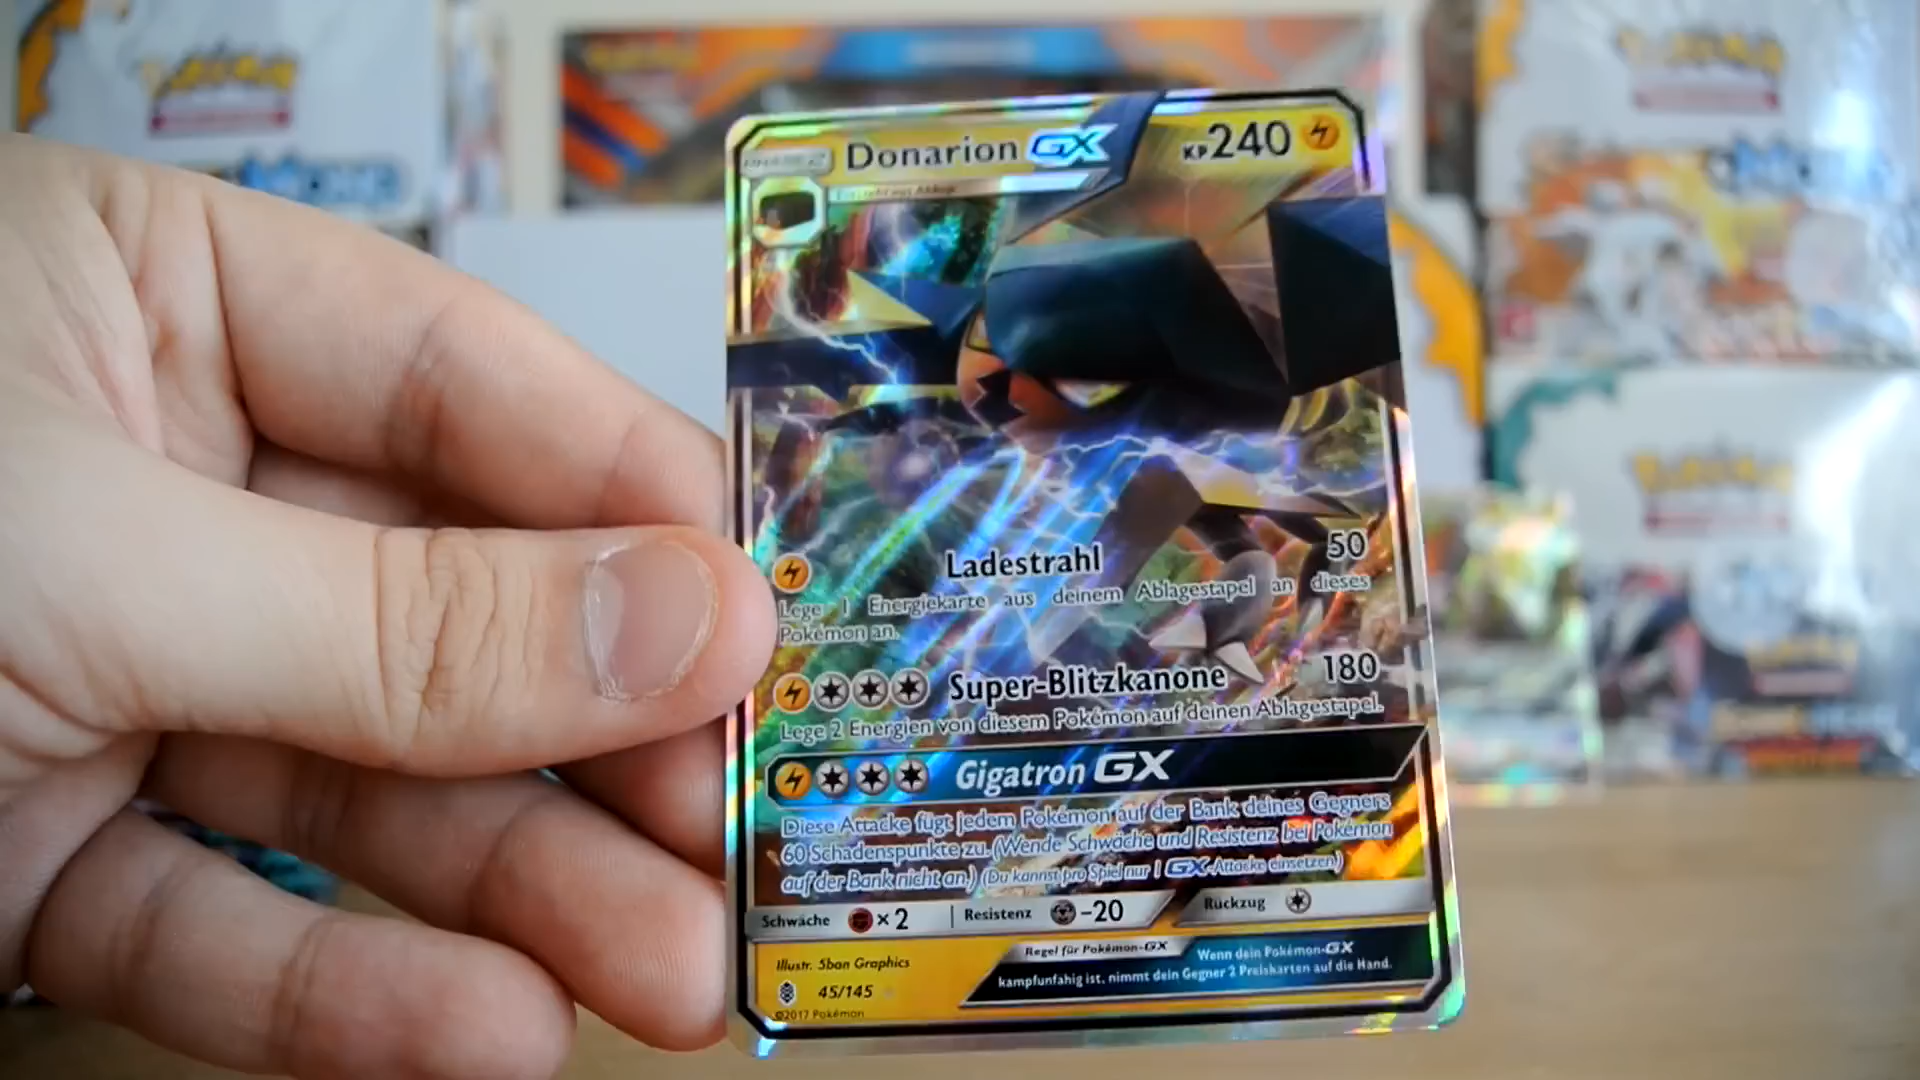 Donarion GX KP240
Ladestrahl 50
Lege 1 Energiekarte aus deinem Ablagestapel an dieses
Pokémon an.
Super-Blitzkanone 180
Lege 2 Energien von diesem Pokémon auf deinen Ablagestapel.
Gigatron GX
Diese Attacke fügt jedem Pokémon auf der Bank deines Gegners
60 Schadenspunkte zu. (Wende Schwäche und Resistenz bei Pokémon
auf der Bank nicht an.) (Du kannst pro Spiel nur 1 GX-Attacke einsetzen.)
Schwäche ×2 Resistenz -20 Rückzug
Regel für Pokémon-GX Wenn dein Pokémon-GX
kampfunfähig ist, nimmt dein Gegner 2 Preiskarten auf die Hand.
Illustr. 5ban Graphics
45/145
©2017 Pokémon